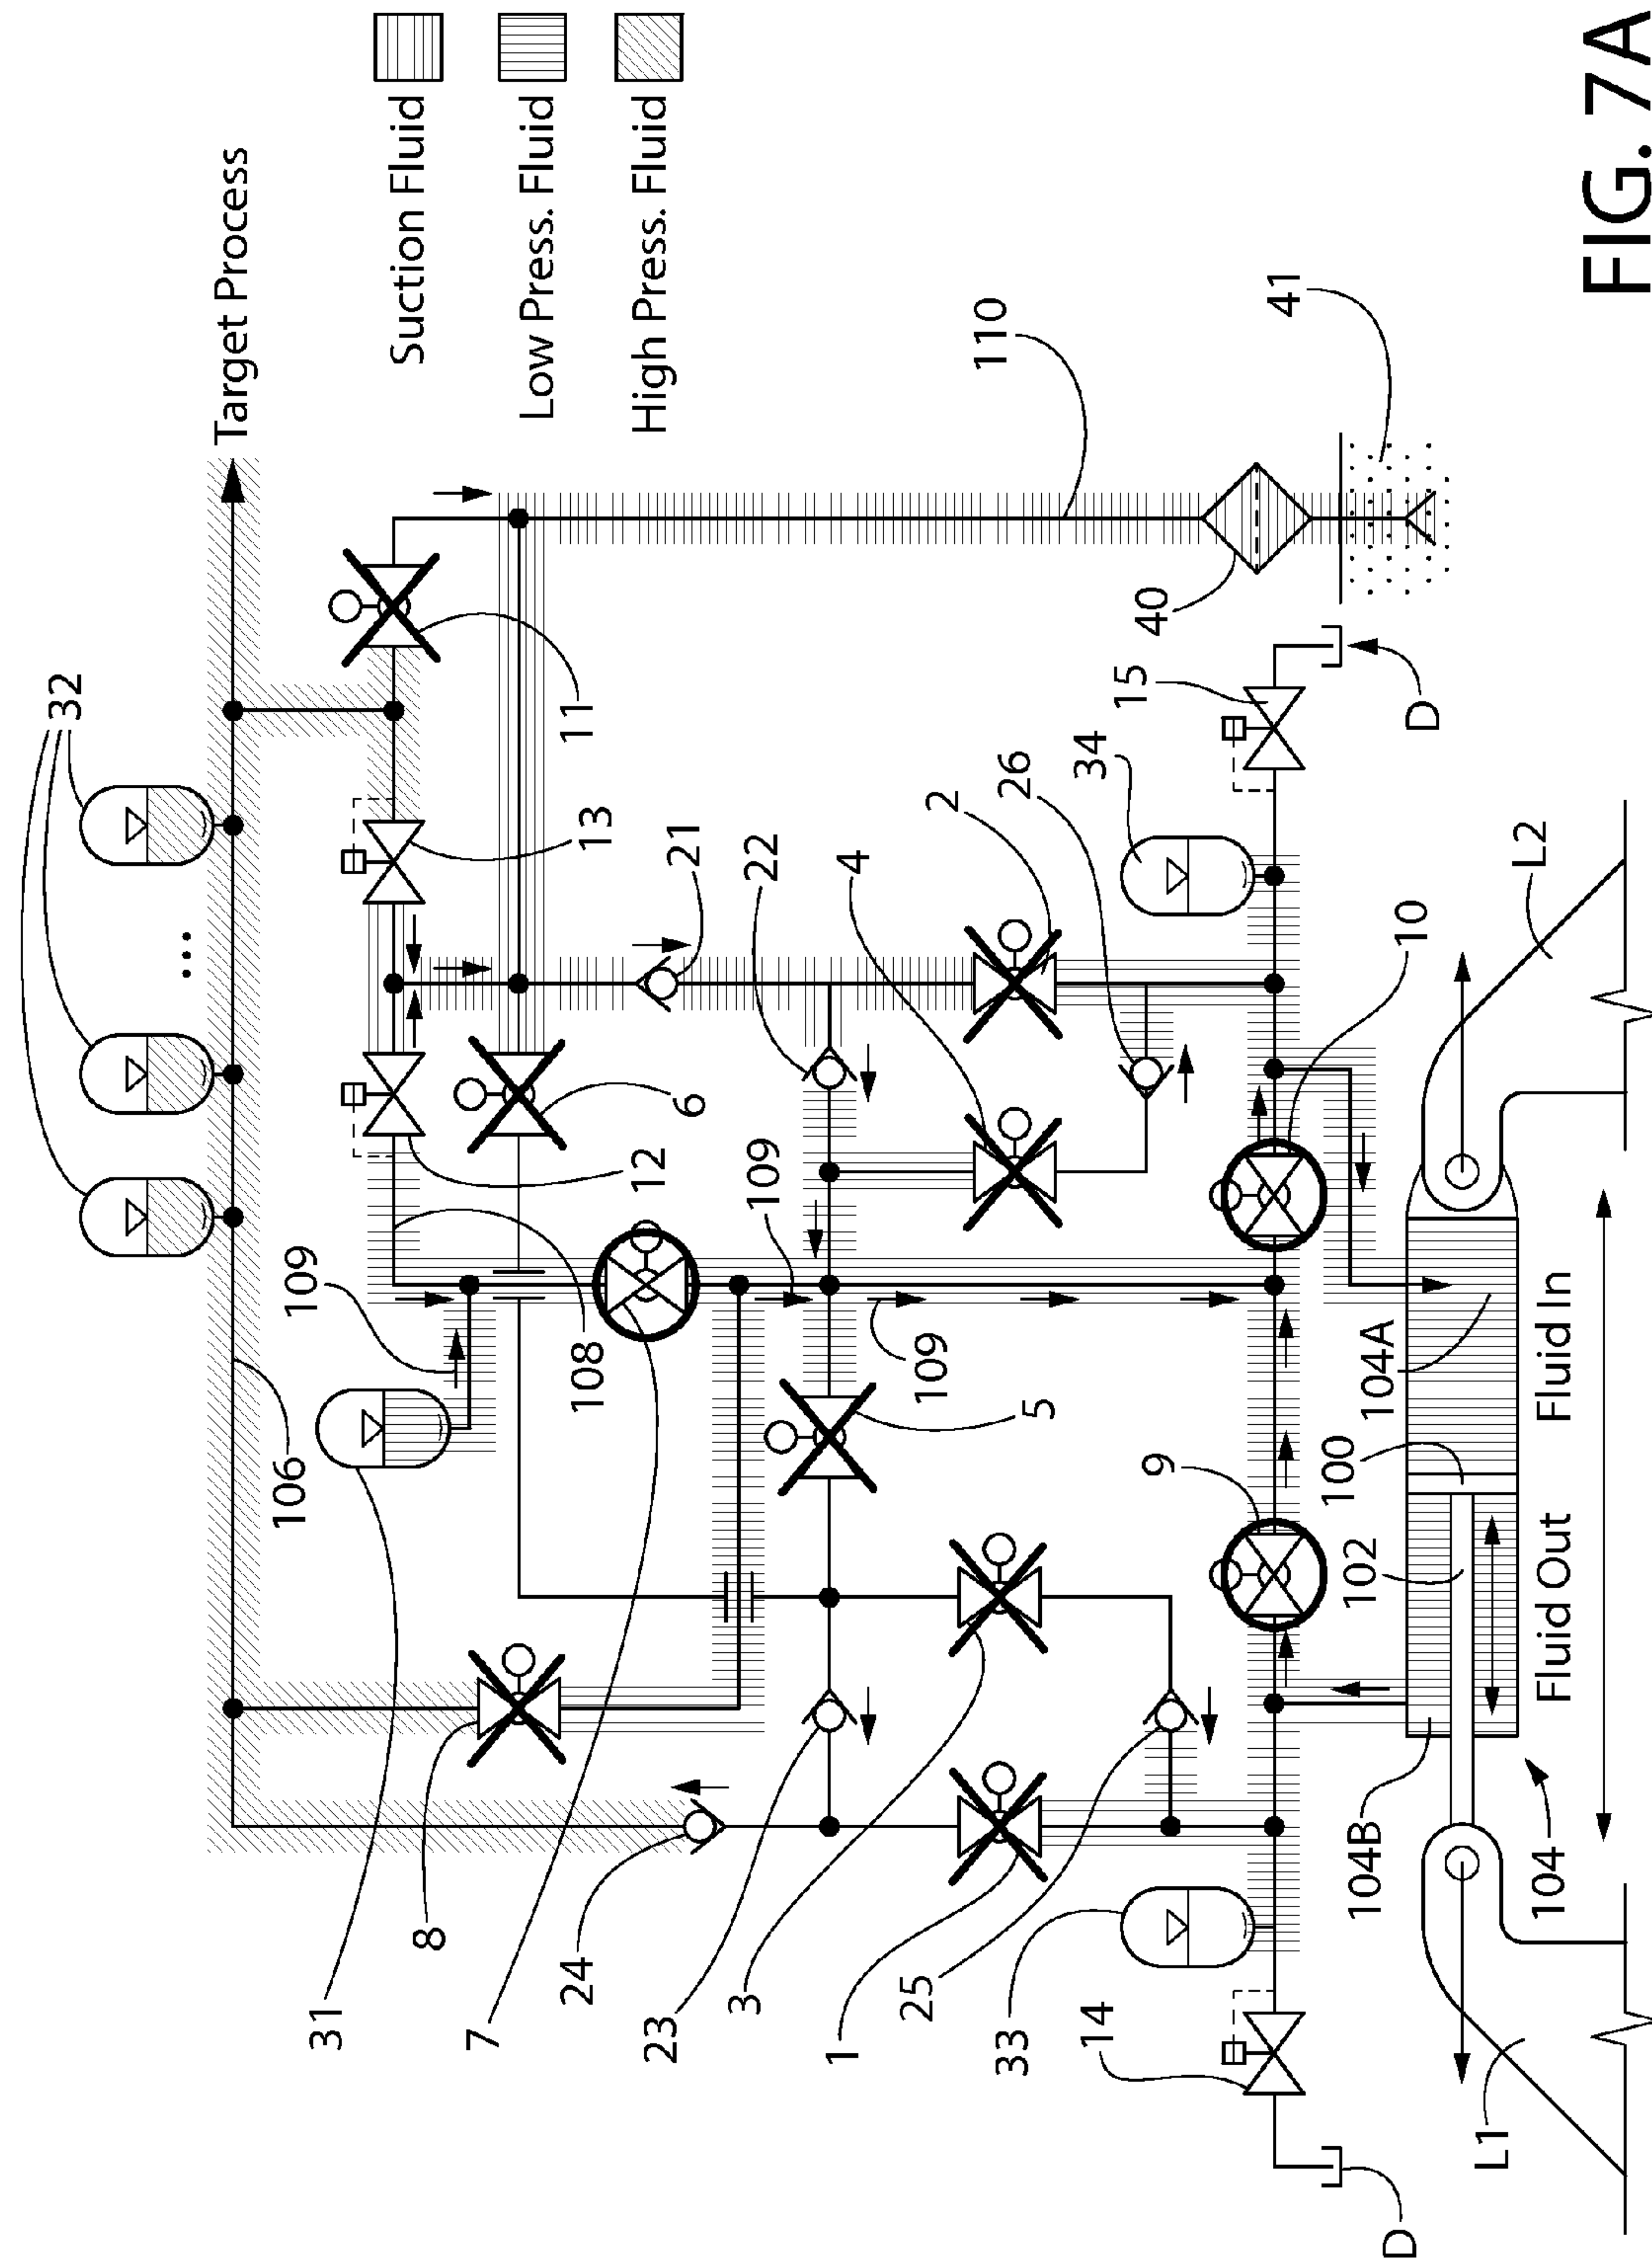 32
...
Target Process
Suction Fluid
Low Press. Fluid
High Press. Fluid
106
109
31
108
12
13
11
6
8
7
109
21
22
4
2
26
24
23
3
1
25
33
5
109
34
15
D
10
9
14
D
110
40
41
104B
102
100
104A
L2
L1
104
Fluid Out
Fluid In
FIG. 7A